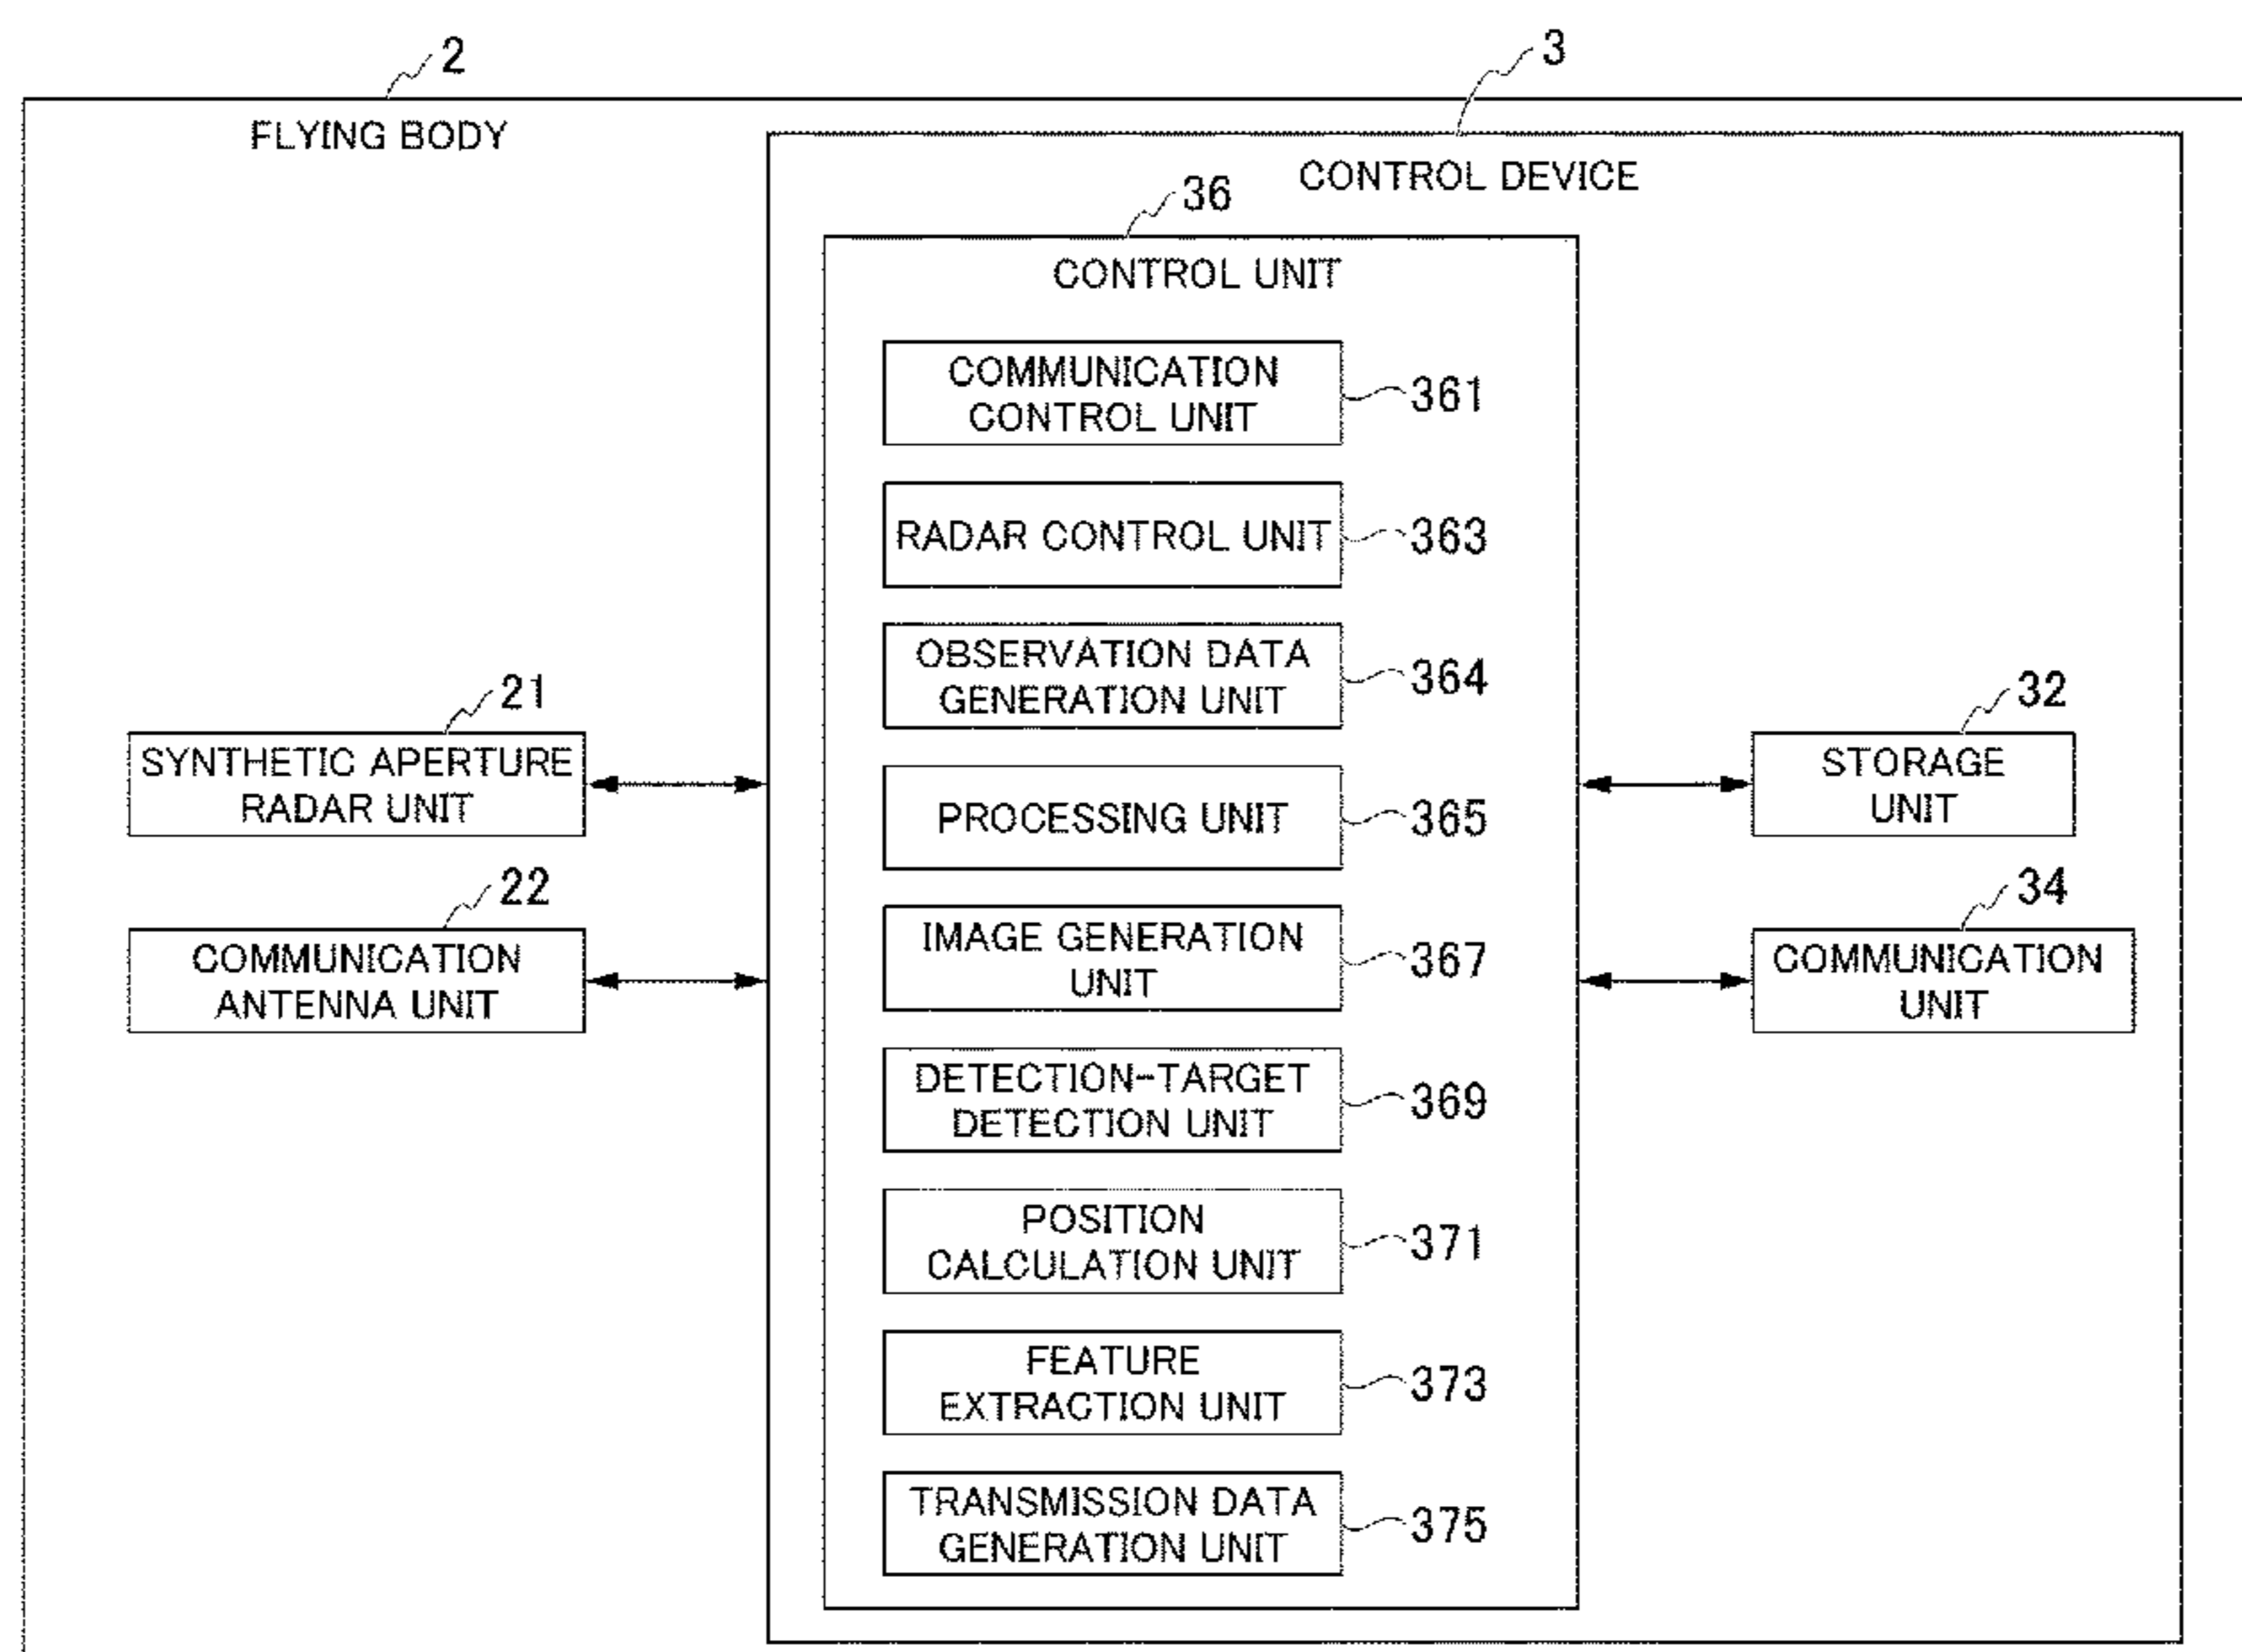 2
3
FLYING BODY
CONTROL DEVICE
36
CONTROL UNIT
COMMUNICATION
CONTROL UNIT
361
RADAR CONTROL UNIT
363
OBSERVATION DATA
GENERATION UNIT
364
PROCESSING UNIT
365
IMAGE GENERATION
UNIT
367
DETECTION-TARGET
DETECTION UNIT
369
POSITION
CALCULATION UNIT
371
FEATURE
EXTRACTION UNIT
373
TRANSMISSION DATA
GENERATION UNIT
375
21
SYNTHETIC APERTURE
RADAR UNIT
22
COMMUNICATION
ANTENNA UNIT
32
STORAGE
UNIT
34
COMMUNICATION
UNIT